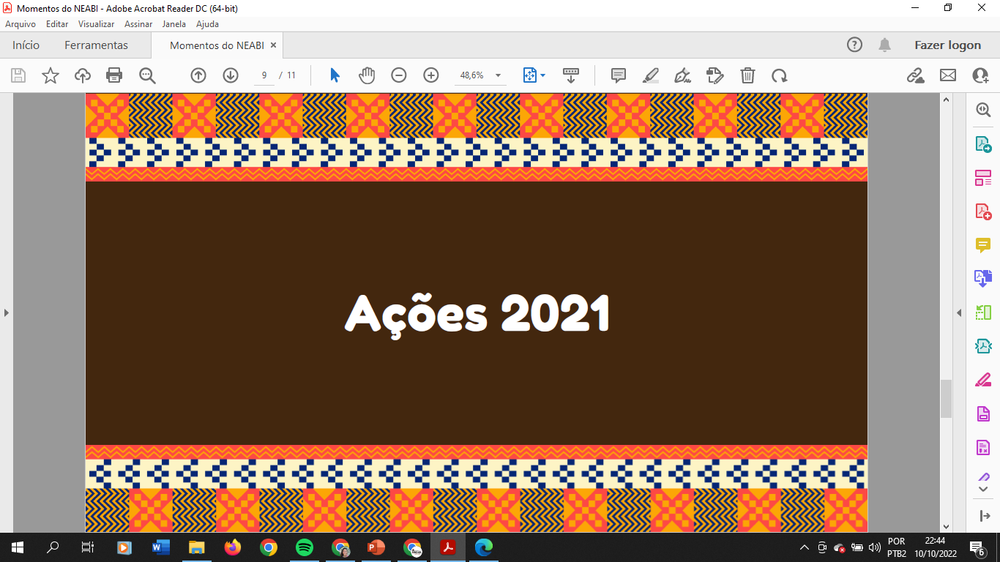 Momentos do NEABI - Adobe Acrobat Reader DC (64-bit)
Arquivo Editar Visualizar Assinar Janela Ajuda
Início Ferramentas Momentos do NEABI × Fazer logon
9 / 11 48,6%
Ações 2021
POR 22:44
PTB2 10/10/2022 6